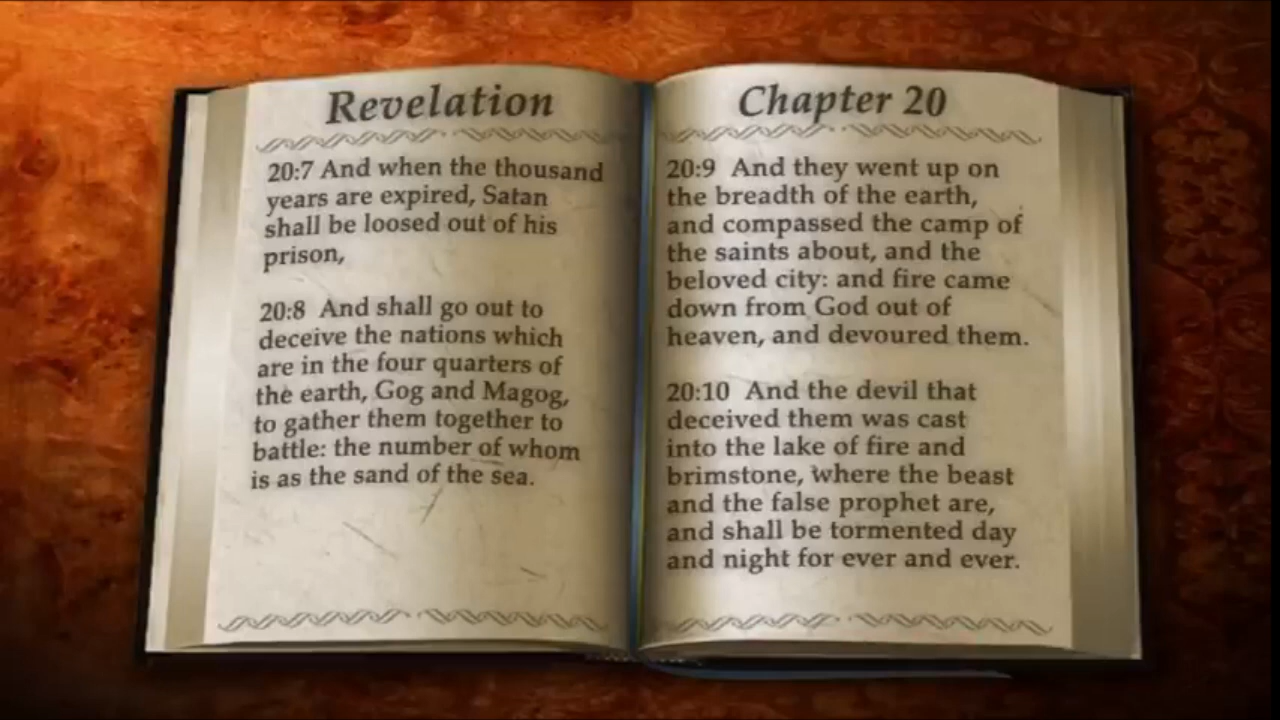 Revelation
20:7 And when the thousand
years are expired, Satan
shall be loosed out of his
prison,
20:8 And shall go out to
deceive the nations which
are in the four quarters of
the earth, Gog and Magog,
to gather them together to
battle: the number of whom
is as the sand of the sea.
Chapter 20
20:9 And they went up on
the breadth of the earth,
and compassed the camp of
the saints about, and the
beloved city: and fire came
down from God out of
heaven, and devoured them.
20:10 And the devil that
deceived them was cast
into the lake of fire and
brimstone, where the beast
and the false prophet are,
and shall be tormented day
and night for ever and ever.